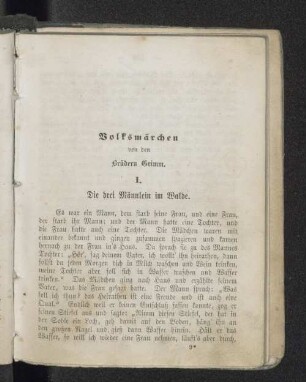 Volksmärchen
von den
Brüdern Grimm.
I.
Die drei Männlein im Walde.
Es war ein Mann, dem starb seine Frau, und eine Frau,
der starb ihr Mann; und der Mann hatte eine Tochter, und
die Frau hatte auch eine Tochter. Die Mädchen waren mit
einander bekannt und gingen zusammen spazieren und kamen
hernach zu der Frau in's Haus. Da sprach sie zu des Mannes
Tochter: „Hör', sag' deinem Vater, ich wollt' ihn heirathen, dann
sollst du jeden Morgen dich in Milch waschen und Wein trinken,
meine Tochter aber soll sich in Wasser waschen und Wasser
trinken.“ Das Mädchen ging nach Haus und erzählte seinem
Vater, was die Frau gesagt hatte. Der Mann sprach: „Was
soll ich thun? das Heirathen ist eine Freude und ist auch eine
Qual.“ Endlich weil er keinen Entschluß fassen konnte, zog er
seinen Stiefel aus und sagte: „Nimm diesen Stiefel, der hat in
der Sohle ein Loch, geh damit auf den Boden, häng' ihn an
den großen Nagel und gieß dann Wasser hinein. Hält er das
Wasser, so will ich wieder eine Frau nehmen, läuft's aber durch,